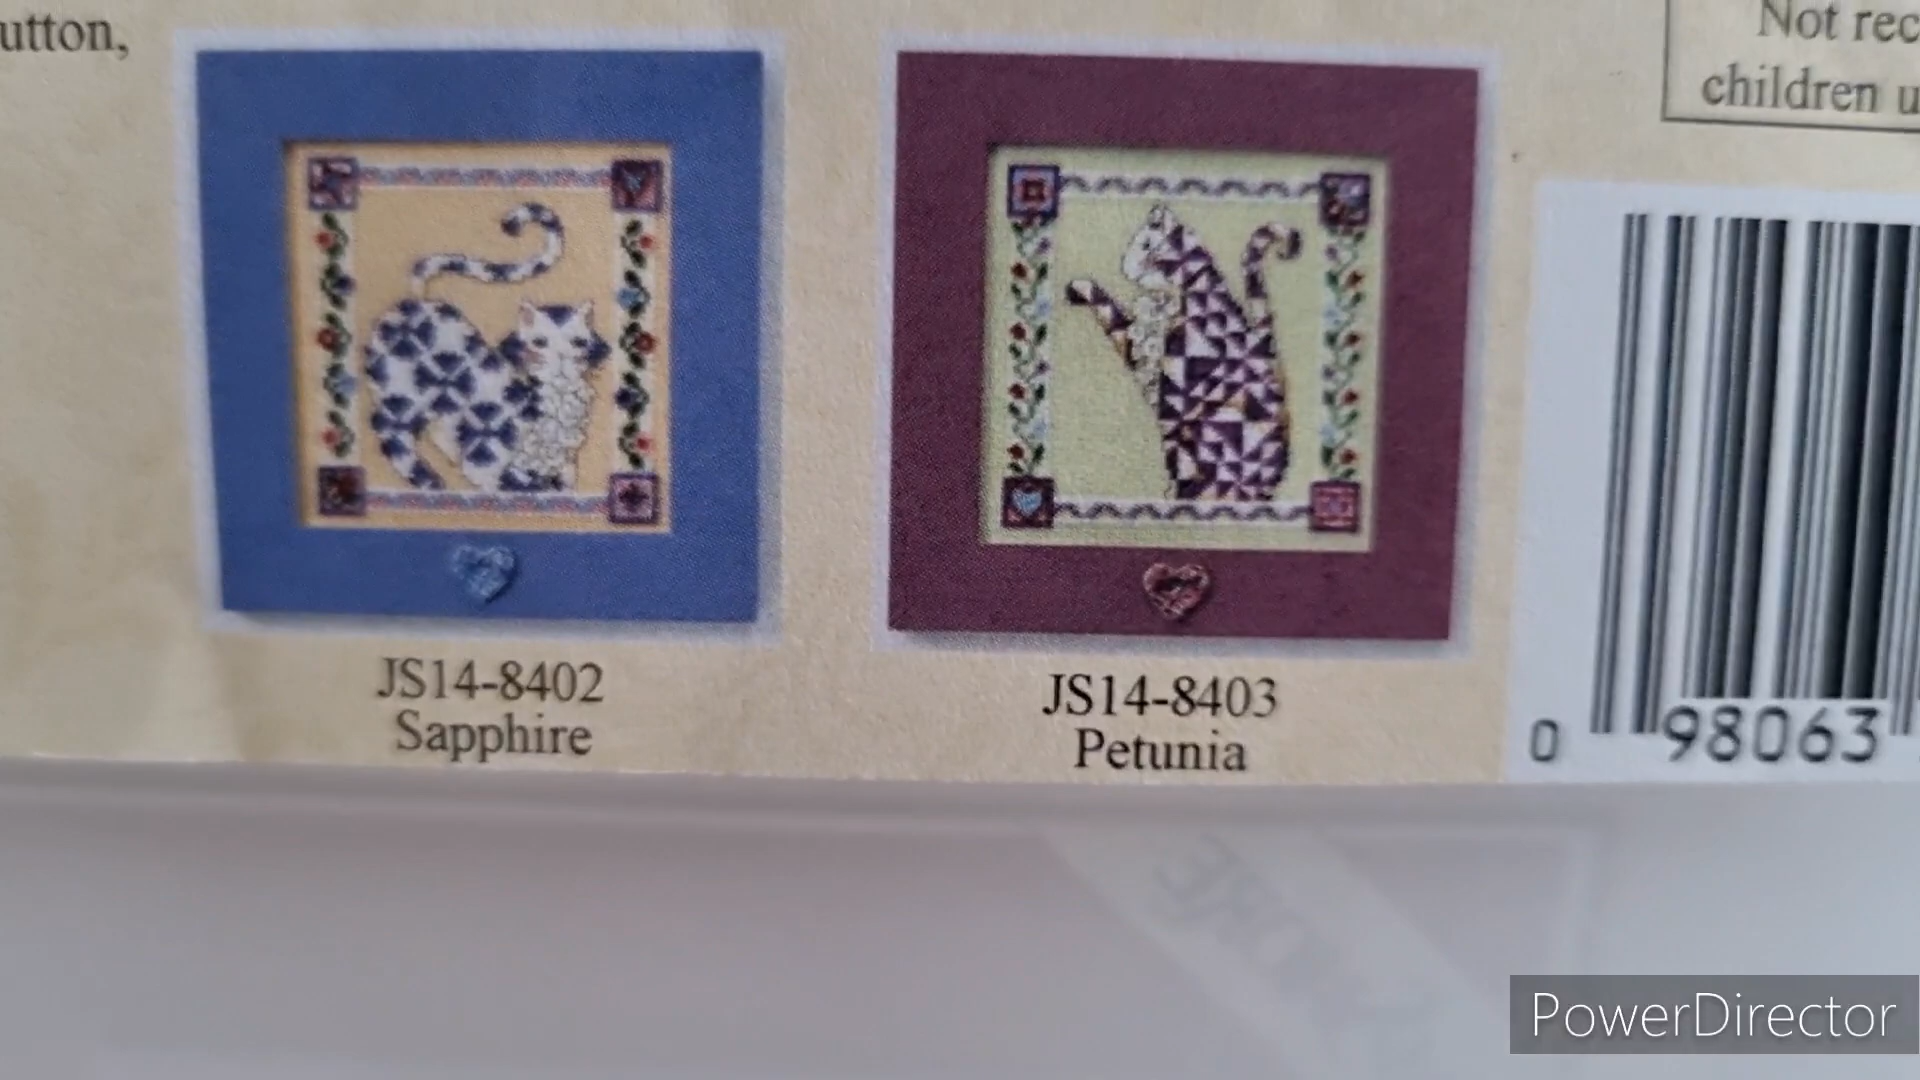 utton,
Not rec
children u
JS14-8402
Sapphire
JS14-8403
Petunia
0 98063
PowerDirector